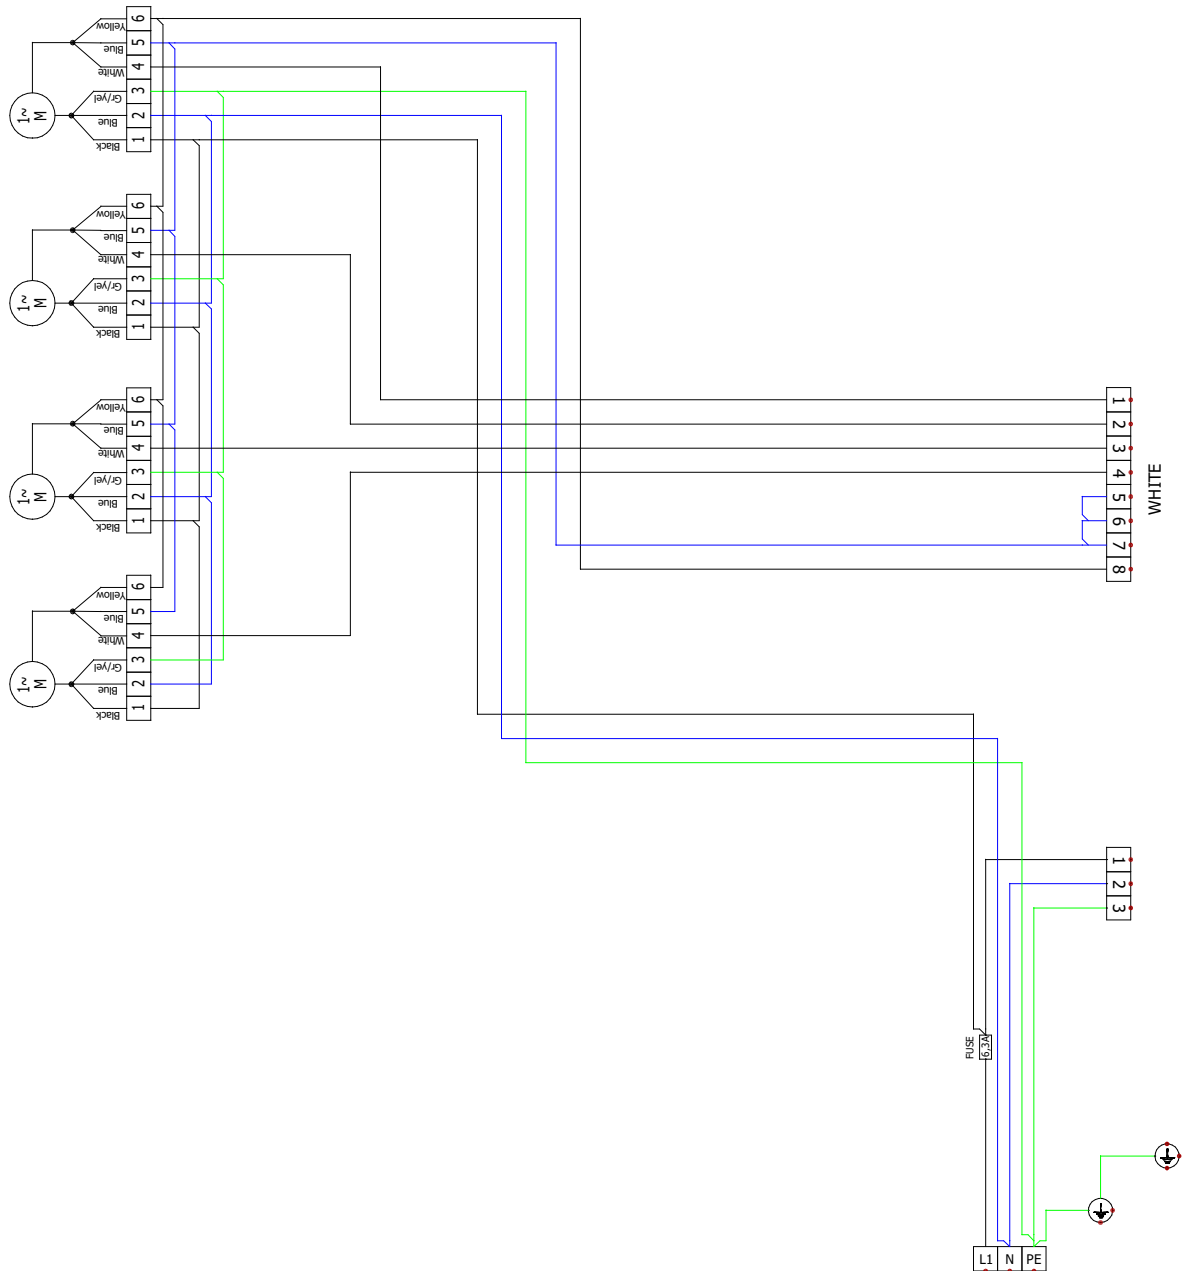 Yellow
Blue
White
Gr/yel
Blue
Black
6
5
4
3
2
1
1~
M
Yellow
Blue
White
Gr/yel
Blue
Black
6
5
4
3
2
1
1~
M
Yellow
Blue
White
Gr/yel
Blue
Black
6
5
4
3
2
1
1~
M
Yellow
Blue
White
Gr/yel
Blue
Black
6
5
4
3
2
1
1~
M
1
2
3
4
5
6
7
8
WHITE
1
2
3
FUSE
6,3A
L1 N PE